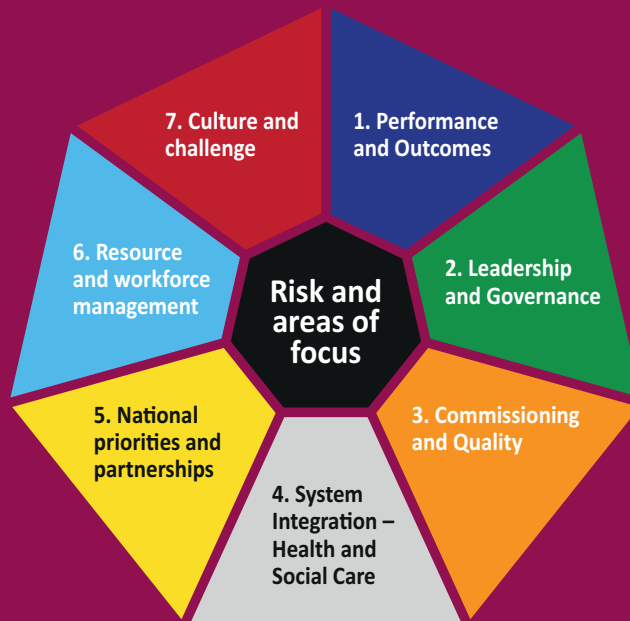 Risk and
areas of
focus
1. Performance
and Outcomes
2. Leadership
and Governance
3. Commissioning
and Quality
4. System
Integration –
Health and
Social Care
5. National
priorities and
partnerships
6. Resource
and workforce
management
7. Culture and
challenge